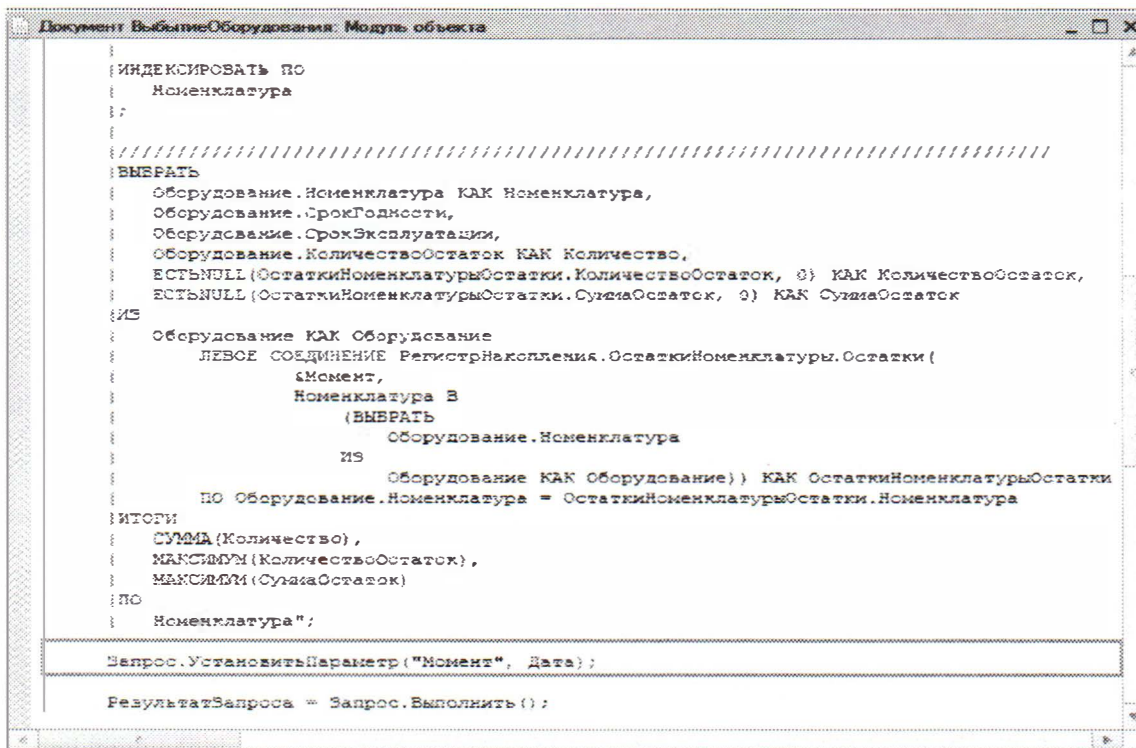 Документ ВыбытиеОборудования: Модуль объекта
|
|ИНДЕКСИРОВАТЬ ПО
|    Номенклатура
|;
|
|////////////////////////////////////////////////////////////////////////////////
|ВЫБРАТЬ
|    Оборудование.Номенклатура КАК Номенклатура,
|    Оборудование.СрокГодности,
|    Оборудование.СрокЭксплуатации,
|    Оборудование.КоличествоОстаток КАК Количество,
|    ЕСТЬNULL(ОстаткиНоменклатурыОстатки.КоличествоОстаток, 0) КАК КоличествоОстаток,
|    ЕСТЬNULL(ОстаткиНоменклатурыОстатки.СуммаОстаток, 0) КАК СуммаОстаток
|ИЗ
|    Оборудование КАК Оборудование
|        ЛЕВОЕ СОЕДИНЕНИЕ РегистрНакопления.ОстаткиНоменклатуры.Остатки(
|                &Момент,
|                Номенклатура В
|                    (ВЫБРАТЬ
|                        Оборудование.Номенклатура
|                    ИЗ
|                        Оборудование КАК Оборудование)) КАК ОстаткиНоменклатурыОстатки
|        ПО Оборудование.Номенклатура = ОстаткиНоменклатурыОстатки.Номенклатура
|ИТОГИ
|    СУММА(Количество),
|    МАКСИМУМ(КоличествоОстаток),
|    МАКСИМУМ(СуммаОстаток)
|ПО
|    Номенклатура";
Запрос.УстановитьПараметр("Момент", Дата);
РезультатЗапроса = Запрос.Выполнить();